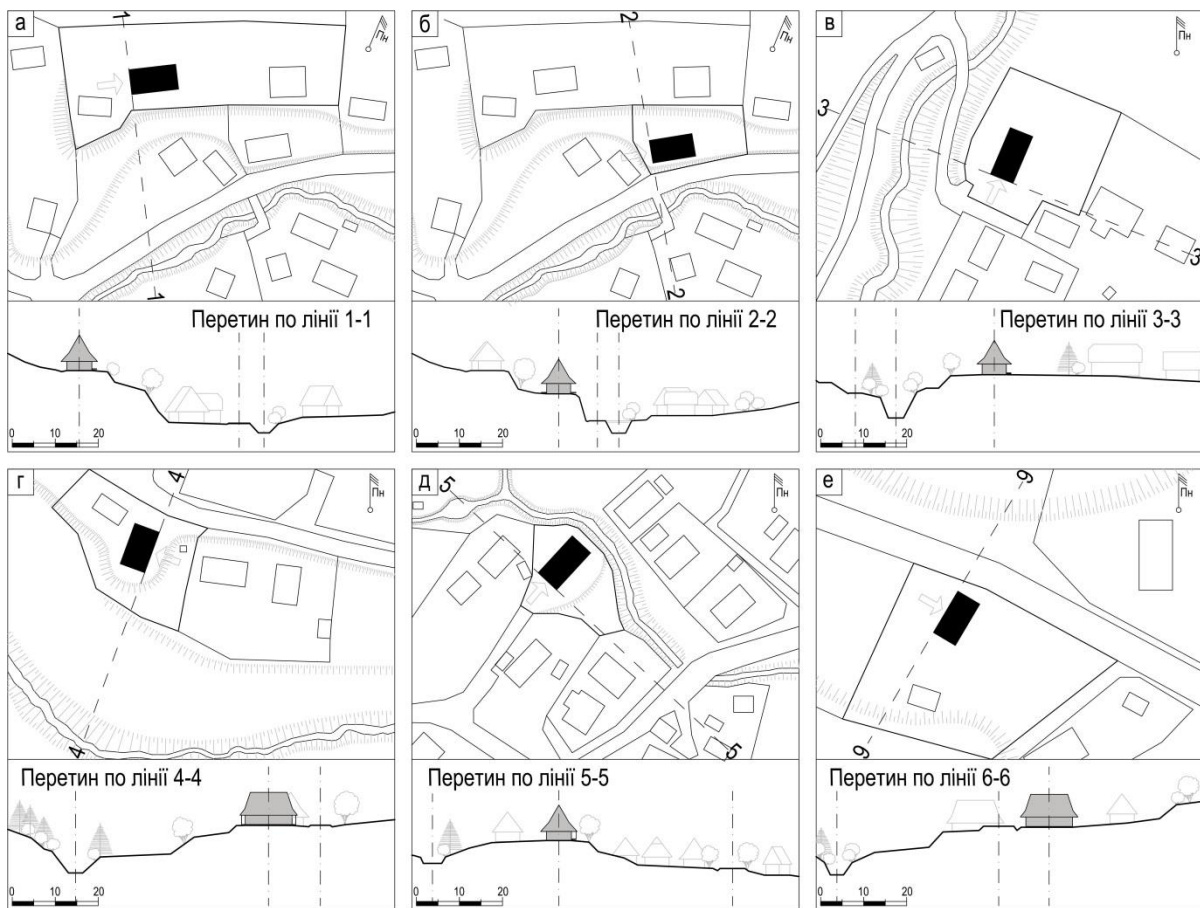 а
1
Пн
1
Перетин по лінії 1-1
0 10 20
б
2
Пн
2
Перетин по лінії 2-2
0 10 20
в
Пн
3
3
Перетин по лінії 3-3
0 10 20
г
4
Пн
4
Перетин по лінії 4-4
0 10 20
д
5
Пн
5
Перетин по лінії 5-5
0 10 20
е
6
Пн
6
Перетин по лінії 6-6
0 10 20